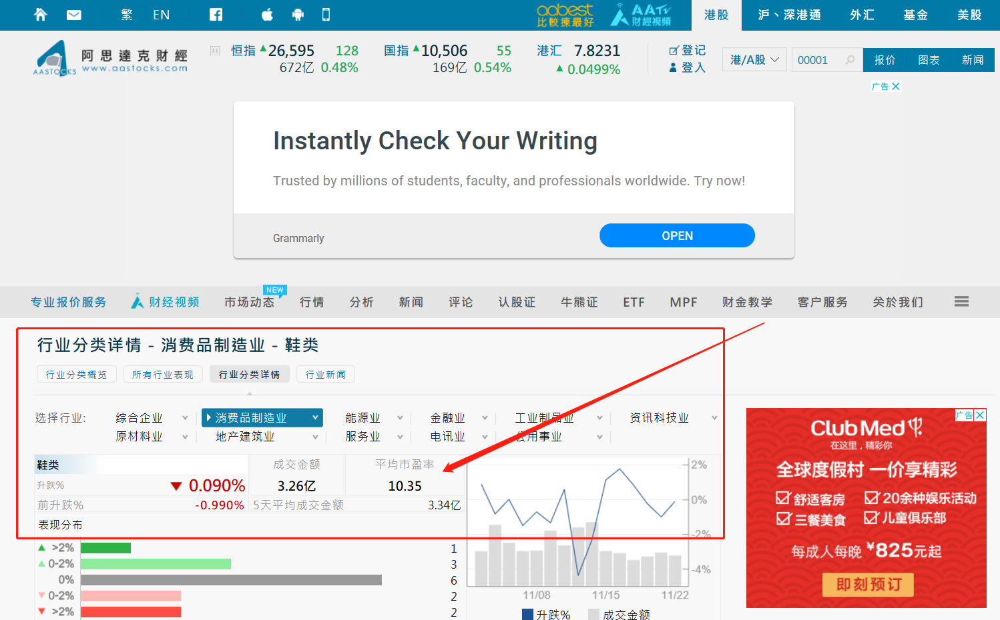 繁 EN aabest 比較揀最好 AATV 財經視頻 港股 沪、深港通 外汇 基金 美股
AASTOCKS 阿思達克財經
www.aastocks.com
恒指 26,595 128
672亿 0.48%
国指 10,506 55
169亿 0.54%
港汇 7.8231
0.0499%
登记
登入
港/A股 00001 报价 图表 新闻
广告
Instantly Check Your Writing
Trusted by millions of students, faculty, and professionals worldwide. Try now!
Grammarly OPEN
NEW
专业报价服务 财经视频 市场动态 行情 分析 新闻 评论 认股证 牛熊证 ETF MPF 财金教学 客户服务 关於我们
行业分类详情 - 消费品制造业 - 鞋类
行业分类概览 所有行业表现 行业分类详情 行业新闻
选择行业: 综合企业 消费品制造业 能源业 金融业 工业制品业 资讯科技业
原材料业 地产建筑业 服务业 电讯业 公用事业
鞋类 成交金额 平均市盈率
升跌% 0.090% 3.26亿 10.35
前升跌% -0.990% 5天平均成交金额 3.34亿
表现分布
>2% 1
0-2% 3
0% 6
0-2% 2
>2% 2
2%
0%
-2%
-4%
11/08 11/15 11/22
升跌% 成交金额
广告
Club Med
在这里，精彩你
全球度假村 一价享精彩
舒适客房 20余种娱乐活动
三餐美食 儿童俱乐部
每成人每晚 ¥825元起
即刻预订